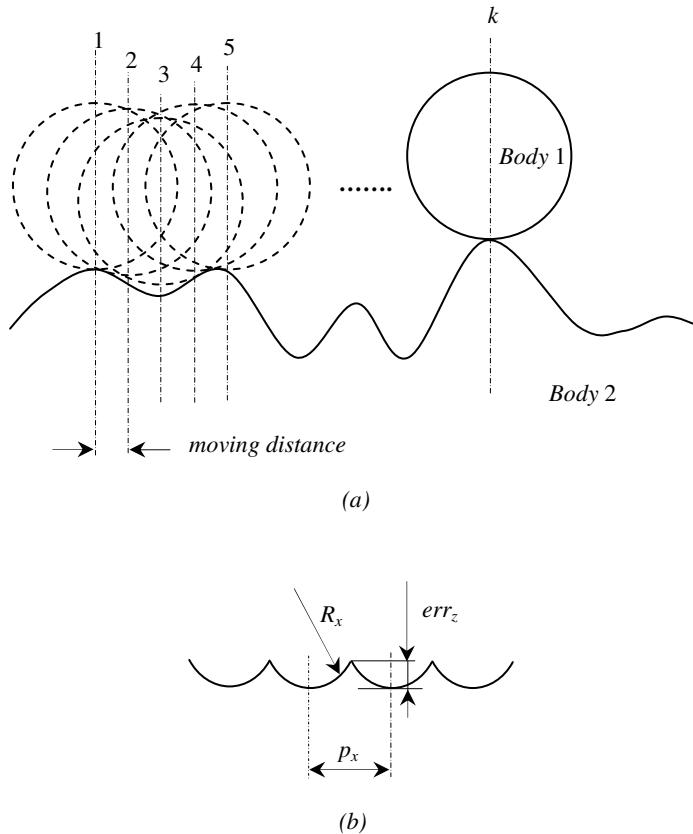 k
1
2
3
4
5
Body 1
.......
Body 2
moving distance
(a)
R_x
err_z
p_x
(b)